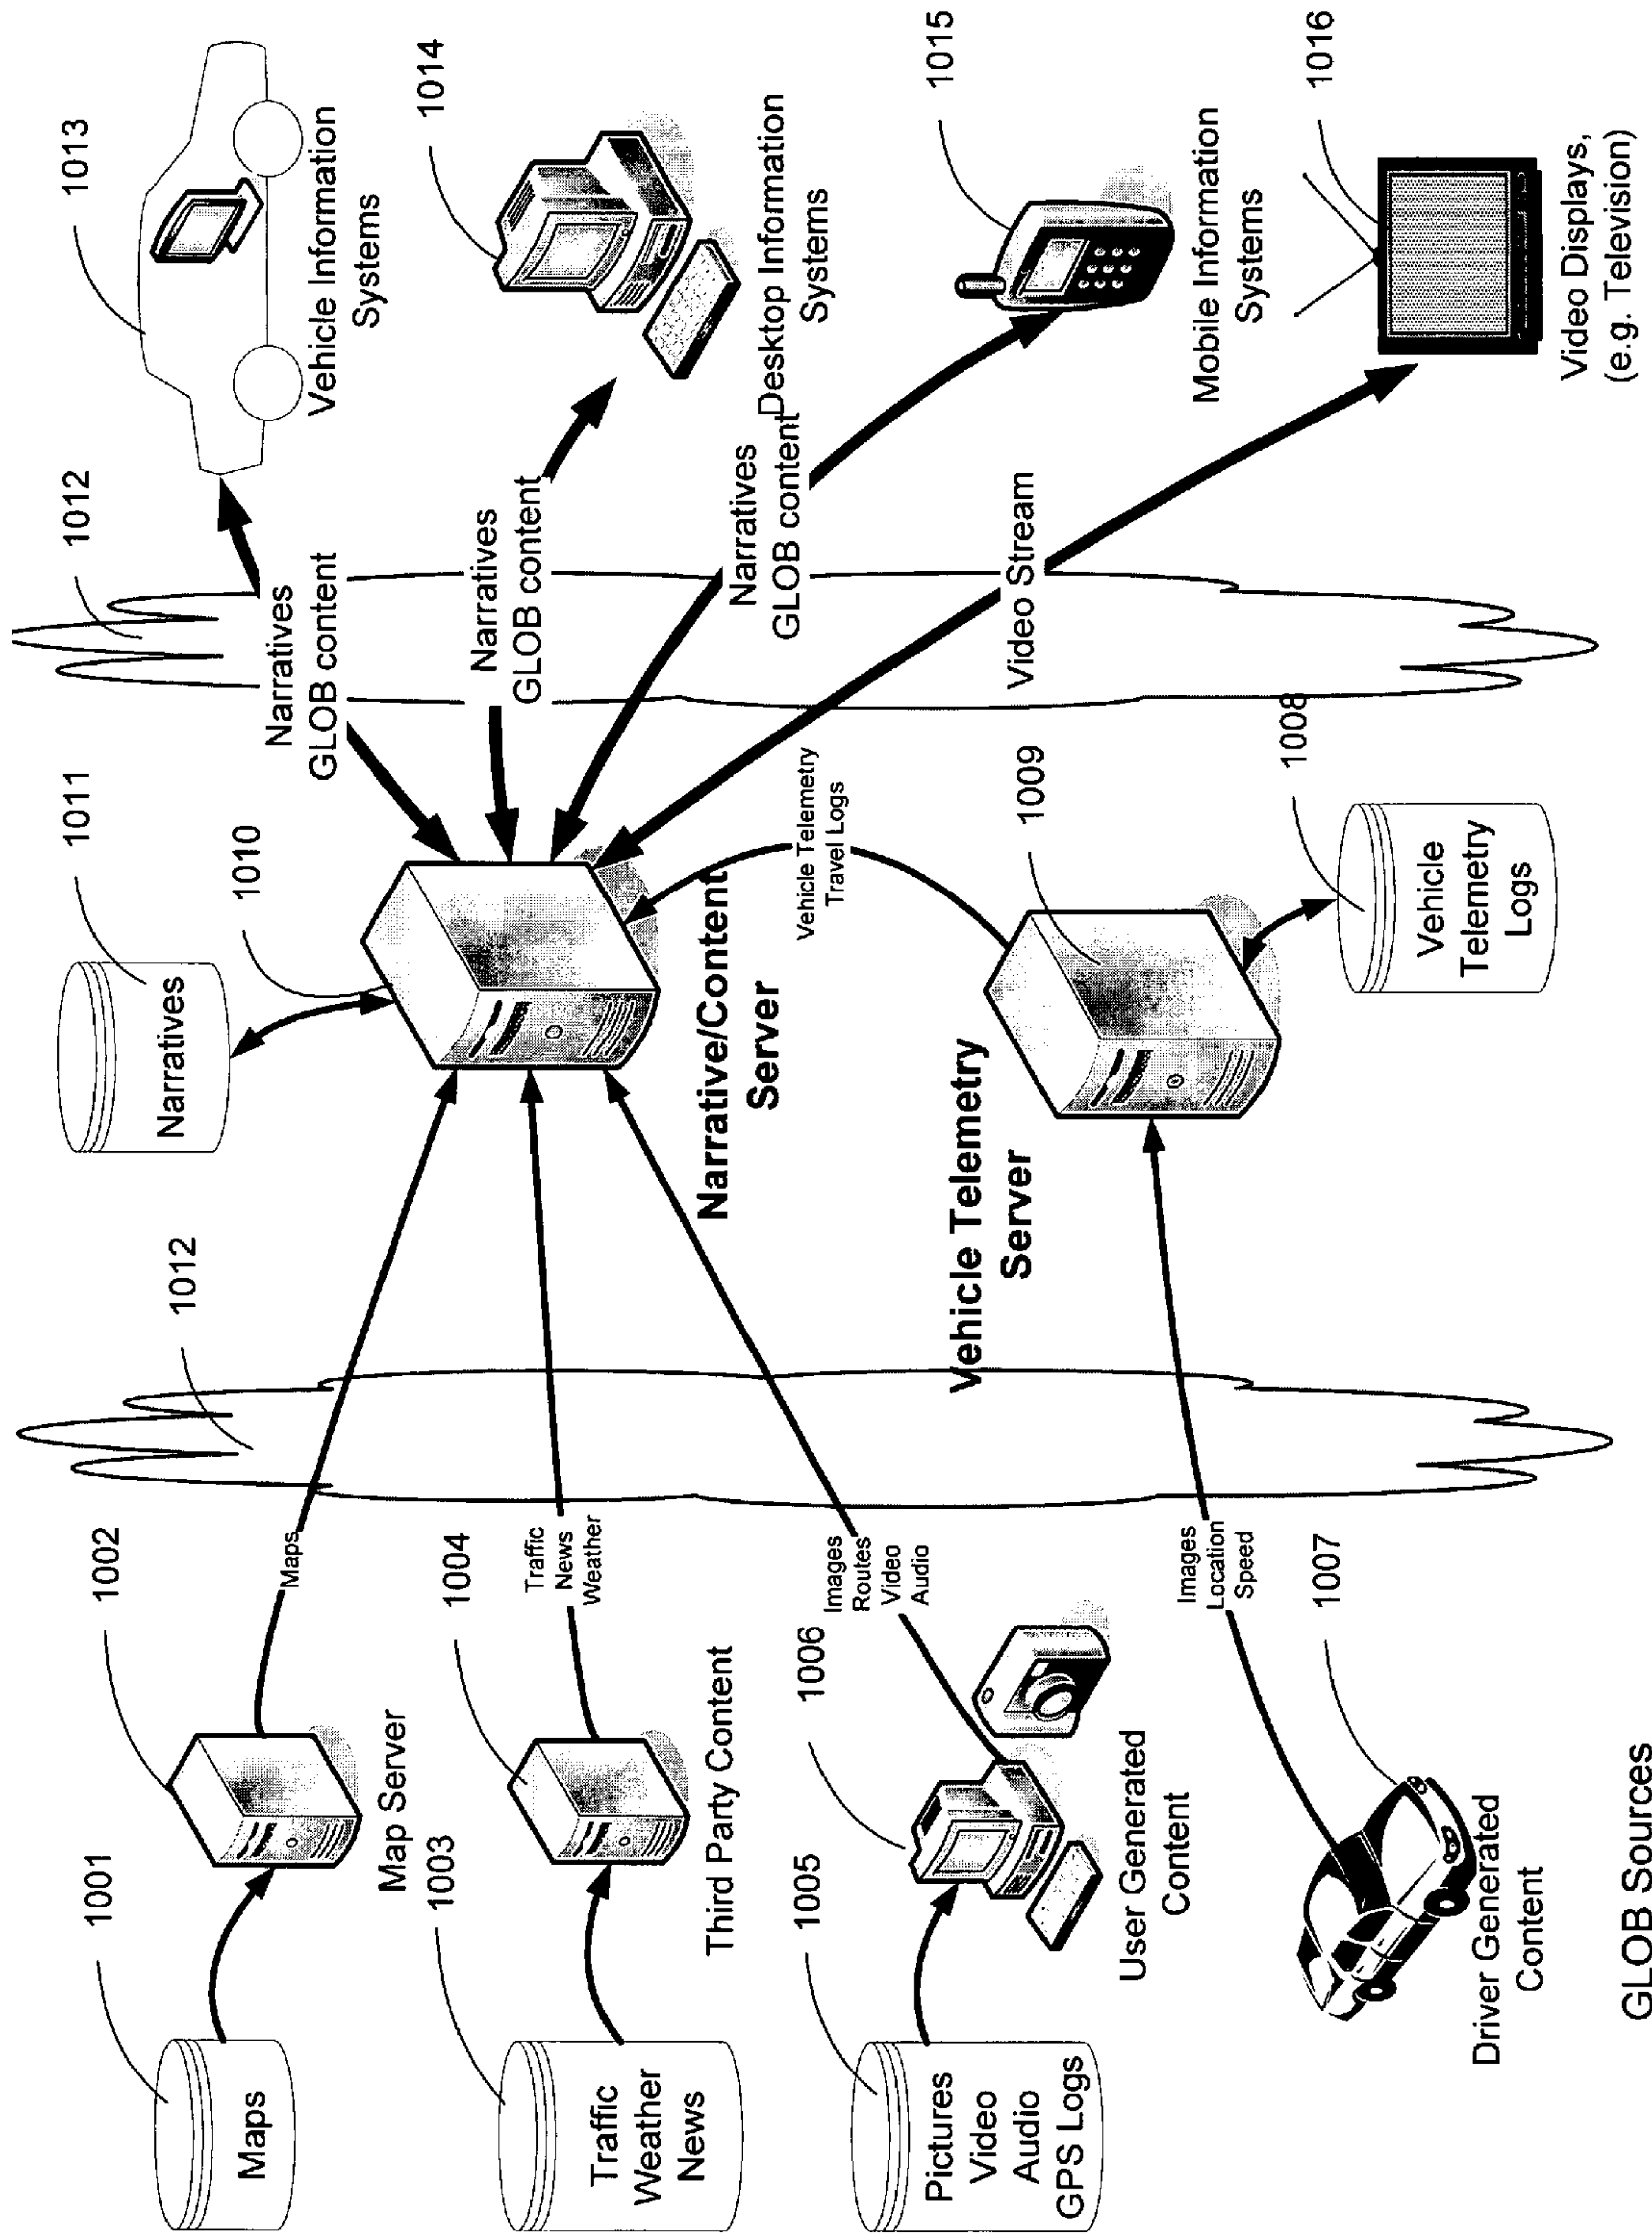 1001
Maps
1002
Map Server
Maps
1003
Traffic
Weather
News
1004
Third Party Content
Traffic
News
Weather
1005
Pictures
Video
Audio
GPS Logs
1006
User Generated
Content
Images
Routes
Video
Audio
1007
Driver Generated
Content
Images
Location
Speed
GLOB Sources
1012
1011
Narratives
1010
Narrative/Content
Server
Vehicle Telemetry
Server
1009
Vehicle Telemetry
Travel Logs
1008
Vehicle
Telemetry
Logs
1012
Narratives
GLOB content
Narratives
GLOB content
Narratives
GLOB content
Video Stream
1013
Vehicle Information
Systems
1014
Desktop Information
Systems
1015
Mobile Information
Systems
1016
Video Displays,
(e.g. Television)